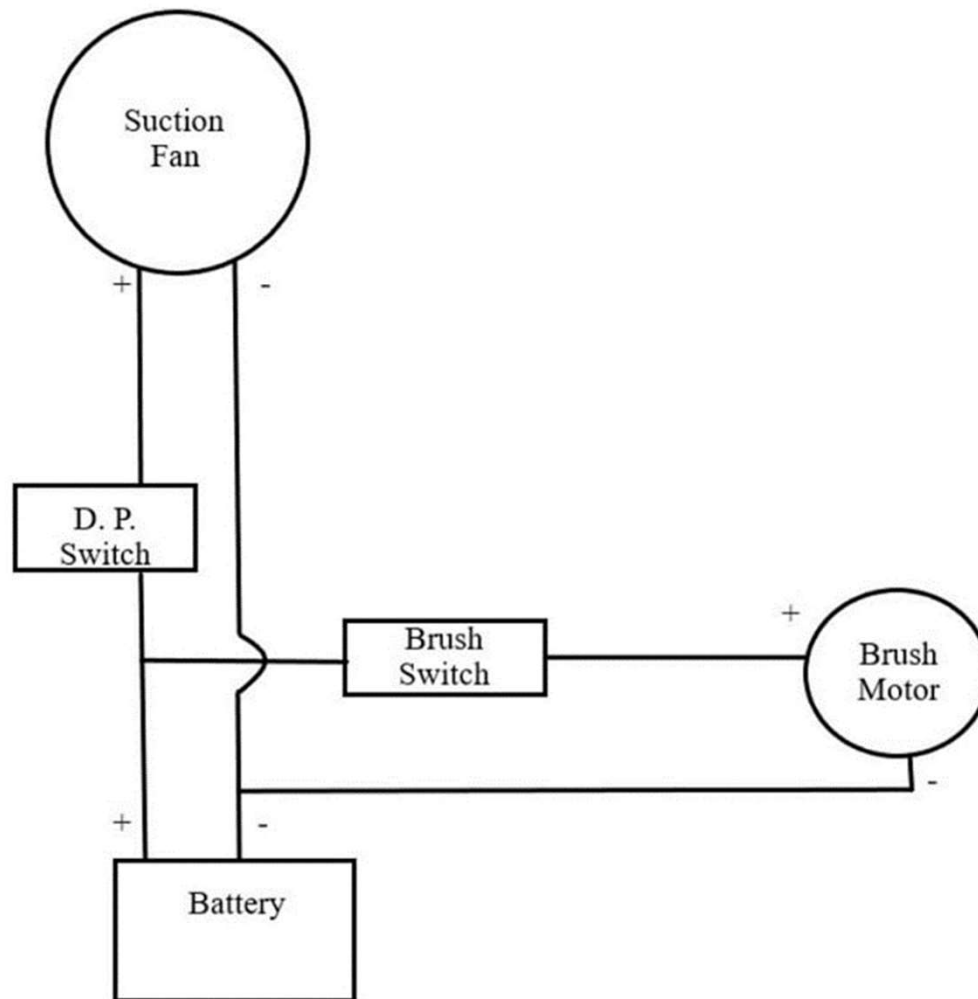 Suction
Fan
+ -
D. P.
Switch
+
Brush
Switch
Brush
Motor
-
+ -
Battery